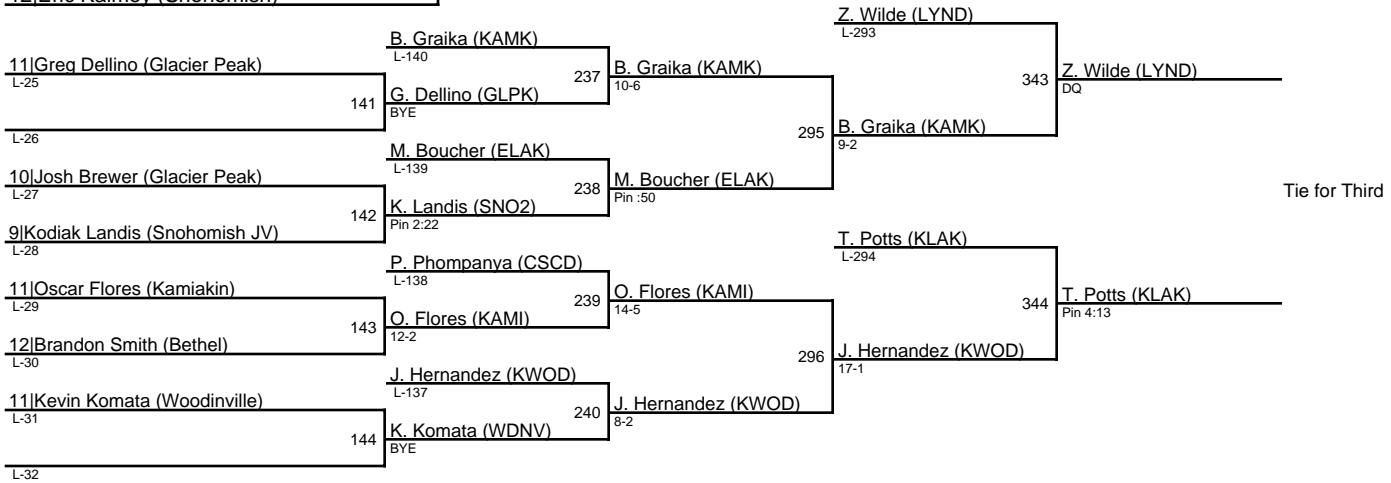 Z. Wilde (LYND)
L-293
B. Graika (KAMK)
L-140
11|Greg Dellino (Glacier Peak)
L-25
237
B. Graika (KAMK)
10-6
343
Z. Wilde (LYND)
DQ
141
G. Dellino (GLPK)
BYE
L-26
295
B. Graika (KAMK)
9-2
M. Boucher (ELAK)
L-139
10|Josh Brewer (Glacier Peak)
L-27
238
M. Boucher (ELAK)
Pin :50
Tie for Third
142
K. Landis (SNO2)
Pin 2:22
9|Kodiak Landis (Snohomish JV)
L-28
T. Potts (KLAK)
L-294
P. Phompanya (CSCD)
L-138
11|Oscar Flores (Kamiakin)
L-29
239
O. Flores (KAMI)
14-5
344
T. Potts (KLAK)
Pin 4:13
143
O. Flores (KAMI)
12-2
12|Brandon Smith (Bethel)
L-30
296
J. Hernandez (KWOD)
17-1
J. Hernandez (KWOD)
L-137
11|Kevin Komata (Woodinville)
L-31
240
J. Hernandez (KWOD)
8-2
144
K. Komata (WDNV)
BYE
L-32